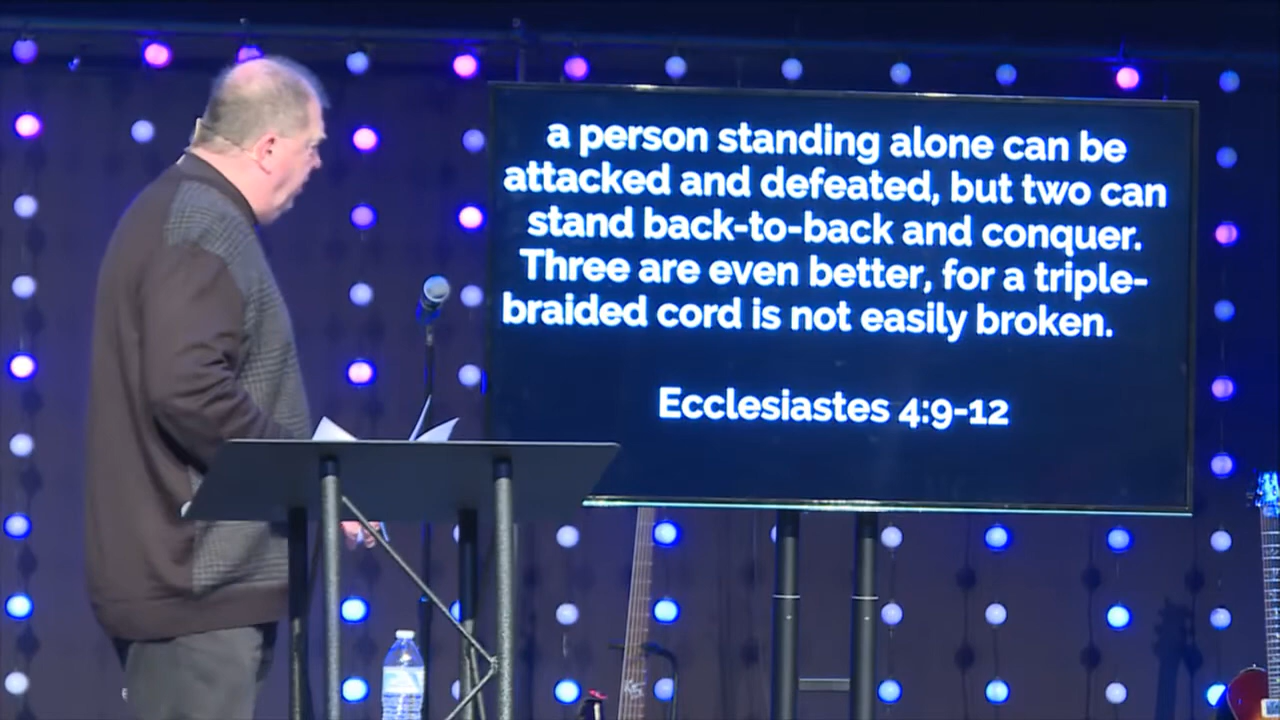 a person standing alone can be
attacked and defeated, but two can
stand back-to-back and conquer.
Three are even better, for a triple-
braided cord is not easily broken.
Ecclesiastes 4:9-12